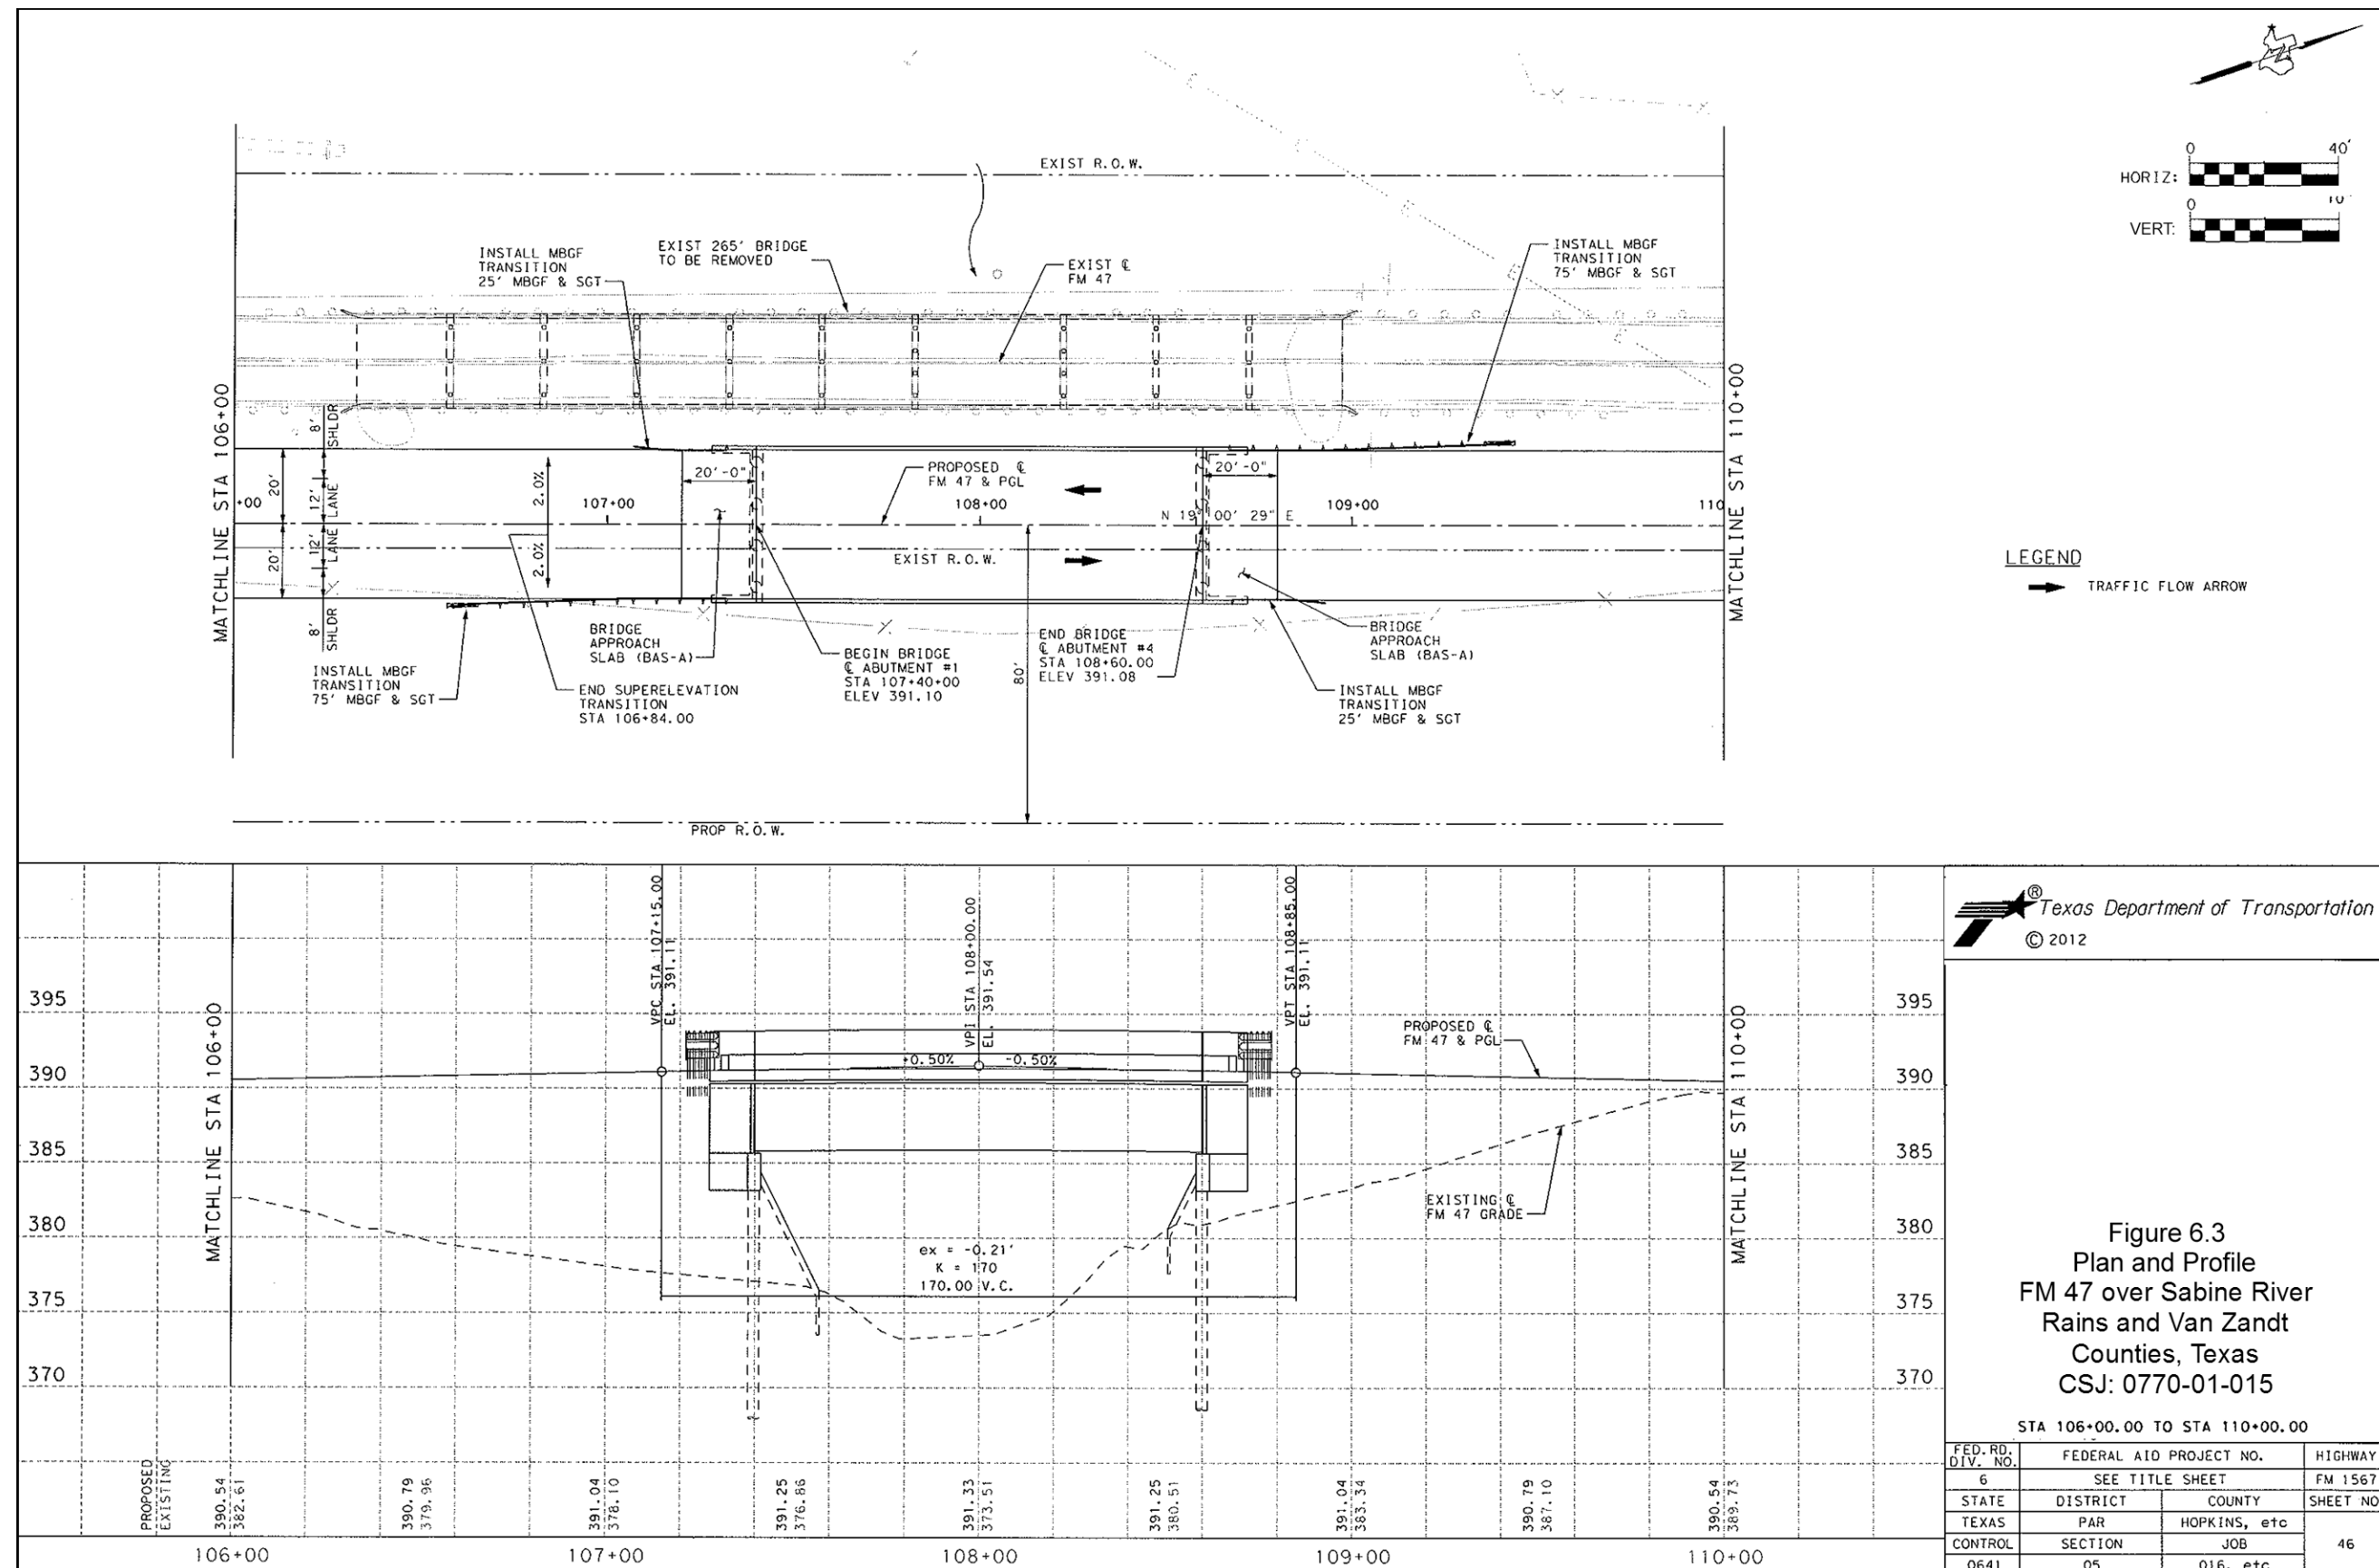 EXIST R.O.W.
0 40'
HORIZ:
0 10'
VERT:
INSTALL MBGF
TRANSITION
25' MBGF & SGT
EXIST 265' BRIDGE
TO BE REMOVED
EXIST ℄
FM 47
INSTALL MBGF
TRANSITION
75' MBGF & SGT
MATCHLINE STA 106+00
MATCHLINE STA 110+00
8'
SHLDR
20'
12'
LANE
LANE
12'
20'
8'
SHLDR
2.0%
2.0%
20'-0"
20'-0"
PROPOSED ℄
FM 47 & PGL
+00
107+00
108+00
109+00
110
N 19° 00' 29" E
EXIST R.O.W.
LEGEND
TRAFFIC FLOW ARROW
INSTALL MBGF
TRANSITION
75' MBGF & SGT
BRIDGE
APPROACH
SLAB (BAS-A)
END SUPERELEVATION
TRANSITION
STA 106+84.00
BEGIN BRIDGE
℄ ABUTMENT #1
STA 107+40+00
ELEV 391.10
80'
END BRIDGE
℄ ABUTMENT #4
STA 108+60.00
ELEV 391.08
BRIDGE
APPROACH
SLAB (BAS-A)
INSTALL MBGF
TRANSITION
25' MBGF & SGT
PROP R.O.W.
395
390
385
380
375
370
MATCHLINE STA 106+00
VPC STA 107+15.00
EL. 391.11
VPI STA 108+00.00
EL. 391.54
VPT STA 108+85.00
EL. 391.11
+0.50%
-0.50%
PROPOSED ℄
FM 47 & PGL
EXISTING ℄
FM 47 GRADE
ex = -0.21'
K = 170
170.00 V.C.
MATCHLINE STA 110+00
395
390
385
380
375
370
PROPOSED
EXISTING
390.54
382.61
390.79
379.96
391.04
378.10
391.25
376.86
391.33
373.51
391.25
380.51
391.04
383.34
390.79
387.10
390.54
389.73
106+00
107+00
108+00
109+00
110+00
®
Texas Department of Transportation
© 2012
Figure 6.3
Plan and Profile
FM 47 over Sabine River
Rains and Van Zandt
Counties, Texas
CSJ: 0770-01-015
STA 106+00.00 TO STA 110+00.00
FED. RD. DIV. NO.
FEDERAL AID PROJECT NO.
HIGHWAY
6
SEE TITLE SHEET
FM 1567
STATE
DISTRICT
COUNTY
SHEET NO
TEXAS
PAR
HOPKINS, etc
CONTROL
SECTION
JOB
46
0641
05
016, etc